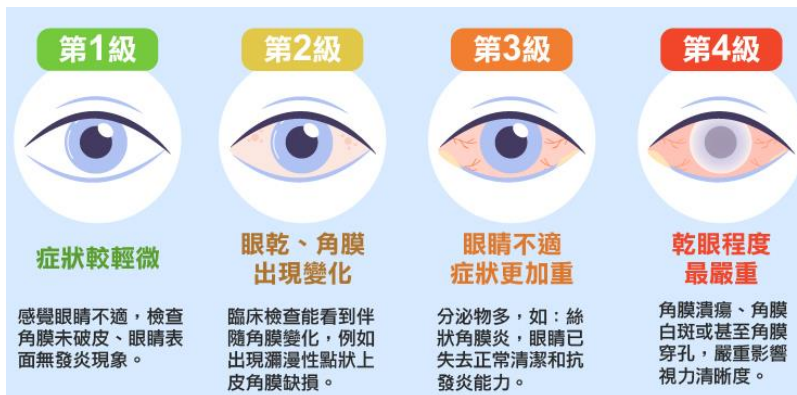 第1級
症狀較輕微
感覺眼睛不適，檢查
角膜未破皮、眼睛表
面無發炎現象。
第2級
眼乾、角膜
出現變化
臨床檢查能看到伴
隨角膜變化，例如
出現瀰漫性點狀上
皮角膜缺損。
第3級
眼睛不適
症狀更加重
分泌物多，如：絲
狀角膜炎，眼睛已
失去正常清潔和抗
發炎能力。
第4級
乾眼程度
最嚴重
角膜潰瘍、角膜
白斑或甚至角膜
穿孔，嚴重影響
視力清晰度。